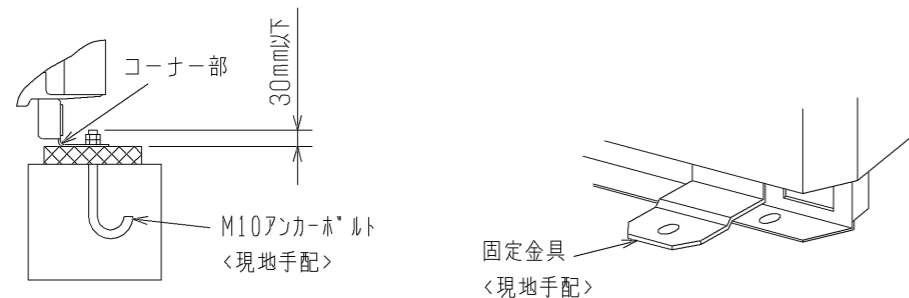 コーナー部
30mm以下
M10アンカーボルト
<現地手配>
固定金具
<現地手配>